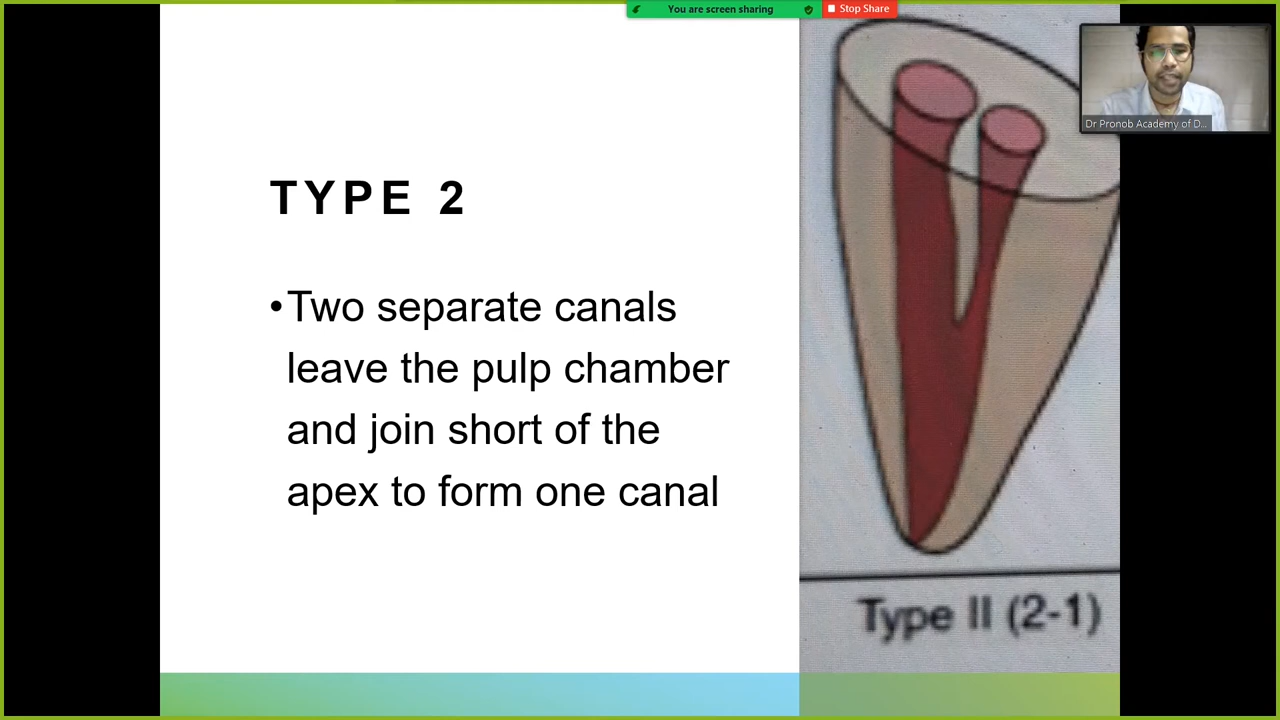 You are screen sharing
Stop Share
Dr Pronob Academy of D...
TYPE 2
•Two separate canals
leave the pulp chamber
and join short of the
apex to form one canal
Type II (2-1)